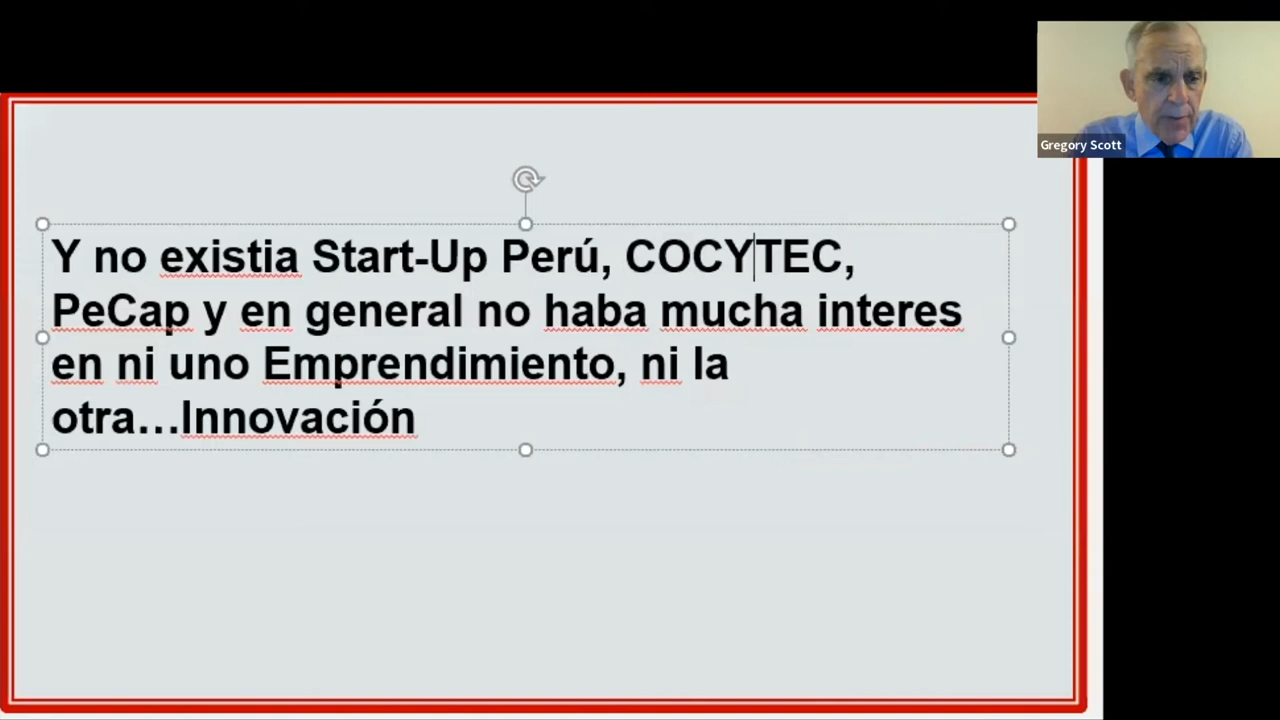 Gregory Scott
Y no existia Start-Up Perú, COCYTEC,
PeCap y en general no haba mucha interes
en ni uno Emprendimiento, ni la
otra…Innovación